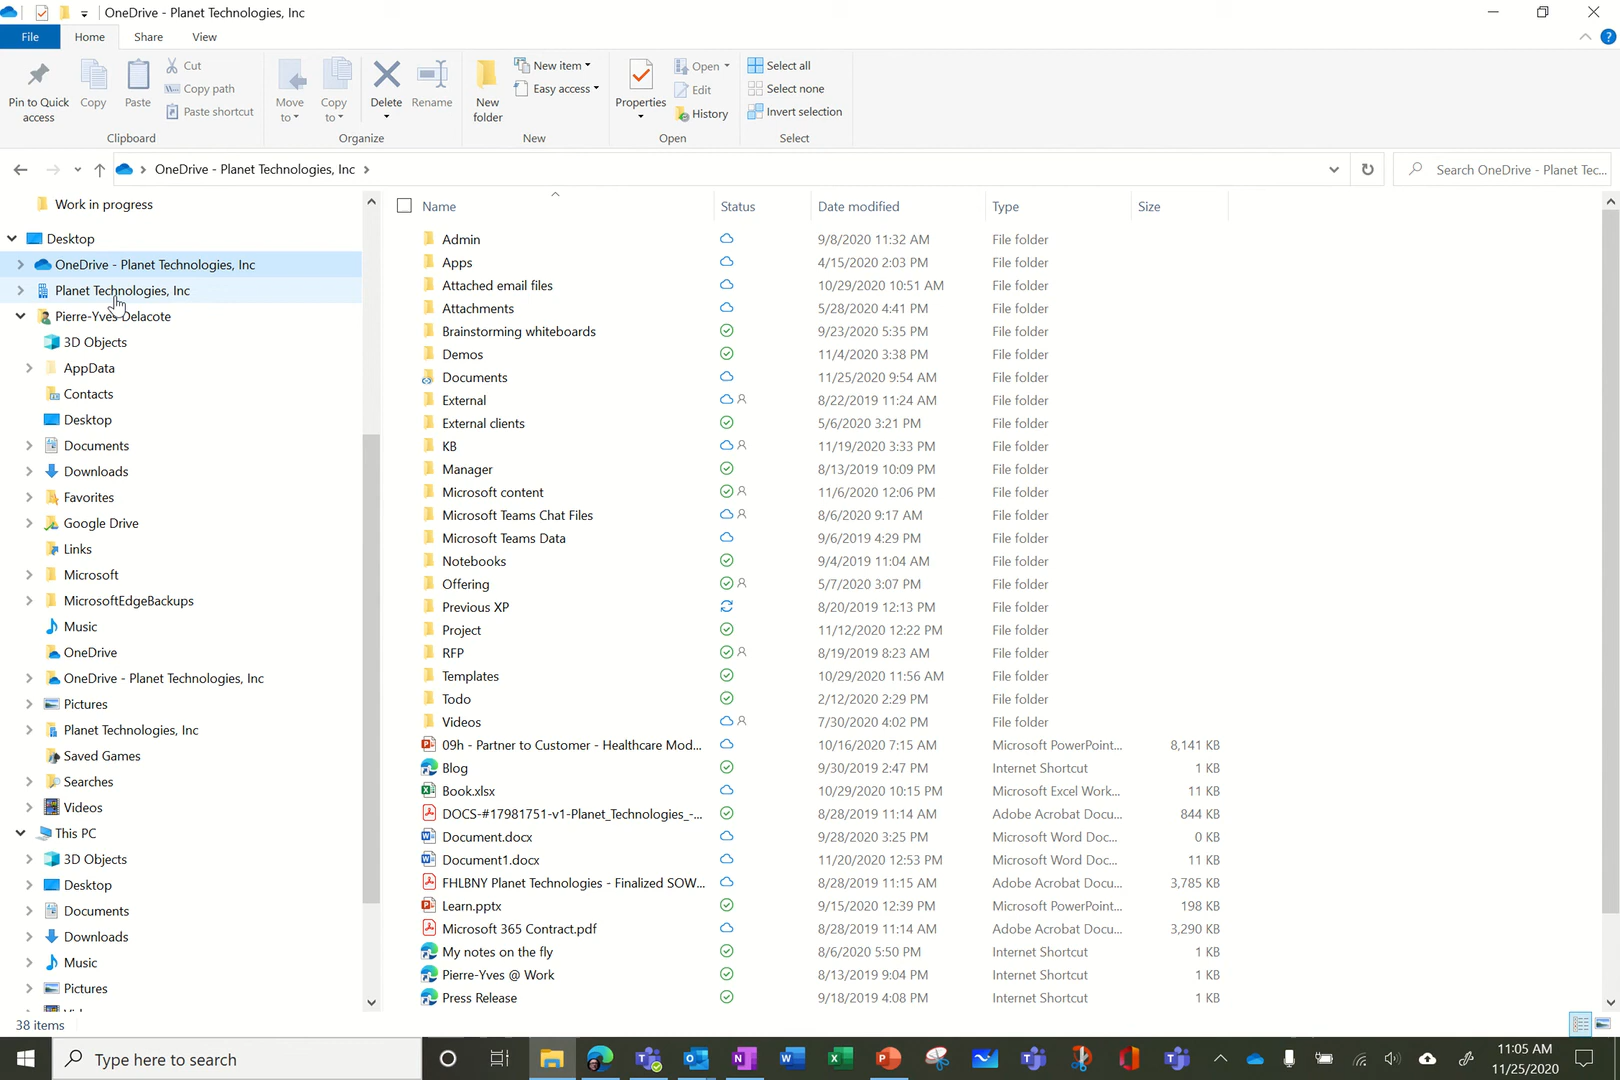 OneDrive - Planet Technologies, Inc
File Home Share View
Pin to Quick access
Copy
Paste
Cut
Copy path
Paste shortcut
Clipboard
Move to
Copy to
Delete
Rename
Organize
New folder
New item
Easy access
New
Properties
Open
Edit
History
Open
Select all
Select none
Invert selection
Select
OneDrive - Planet Technologies, Inc
Search OneDrive - Planet Tec...
Work in progress
Desktop
OneDrive - Planet Technologies, Inc
Planet Technologies, Inc
Pierre-Yves Delacote
3D Objects
AppData
Contacts
Desktop
Documents
Downloads
Favorites
Google Drive
Links
Microsoft
MicrosoftEdgeBackups
Music
OneDrive
OneDrive - Planet Technologies, Inc
Pictures
Planet Technologies, Inc
Saved Games
Searches
Videos
This PC
3D Objects
Desktop
Documents
Downloads
Music
Pictures
Name Status Date modified Type Size
Admin 9/8/2020 11:32 AM File folder
Apps 4/15/2020 2:03 PM File folder
Attached email files 10/29/2020 10:51 AM File folder
Attachments 5/28/2020 4:41 PM File folder
Brainstorming whiteboards 9/23/2020 5:35 PM File folder
Demos 11/4/2020 3:38 PM File folder
Documents 11/25/2020 9:54 AM File folder
External 8/22/2019 11:24 AM File folder
External clients 5/6/2020 3:21 PM File folder
KB 11/19/2020 3:33 PM File folder
Manager 8/13/2019 10:09 PM File folder
Microsoft content 11/6/2020 12:06 PM File folder
Microsoft Teams Chat Files 8/6/2020 9:17 AM File folder
Microsoft Teams Data 9/6/2019 4:29 PM File folder
Notebooks 9/4/2019 11:04 AM File folder
Offering 5/7/2020 3:07 PM File folder
Previous XP 8/20/2019 12:13 PM File folder
Project 11/12/2020 12:22 PM File folder
RFP 8/19/2019 8:23 AM File folder
Templates 10/29/2020 11:56 AM File folder
Todo 2/12/2020 2:29 PM File folder
Videos 7/30/2020 4:02 PM File folder
09h - Partner to Customer - Healthcare Mod... 10/16/2020 7:15 AM Microsoft PowerPoint... 8,141 KB
Blog 9/30/2019 2:47 PM Internet Shortcut 1 KB
Book.xlsx 10/29/2020 10:15 PM Microsoft Excel Work... 11 KB
DOCS-#17981751-v1-Planet_Technologies_-... 8/28/2019 11:14 AM Adobe Acrobat Docu... 844 KB
Document.docx 9/28/2020 3:25 PM Microsoft Word Doc... 0 KB
Document1.docx 11/20/2020 12:53 PM Microsoft Word Doc... 11 KB
FHLBNY Planet Technologies - Finalized SOW... 8/28/2019 11:15 AM Adobe Acrobat Docu... 3,785 KB
Learn.pptx 9/15/2020 12:39 PM Microsoft PowerPoint... 198 KB
Microsoft 365 Contract.pdf 8/28/2019 11:14 AM Adobe Acrobat Docu... 3,290 KB
My notes on the fly 8/6/2020 5:50 PM Internet Shortcut 1 KB
Pierre-Yves @ Work 8/13/2019 9:04 PM Internet Shortcut 1 KB
Press Release 9/18/2019 4:08 PM Internet Shortcut 1 KB
38 items
Type here to search
11:05 AM
11/25/2020